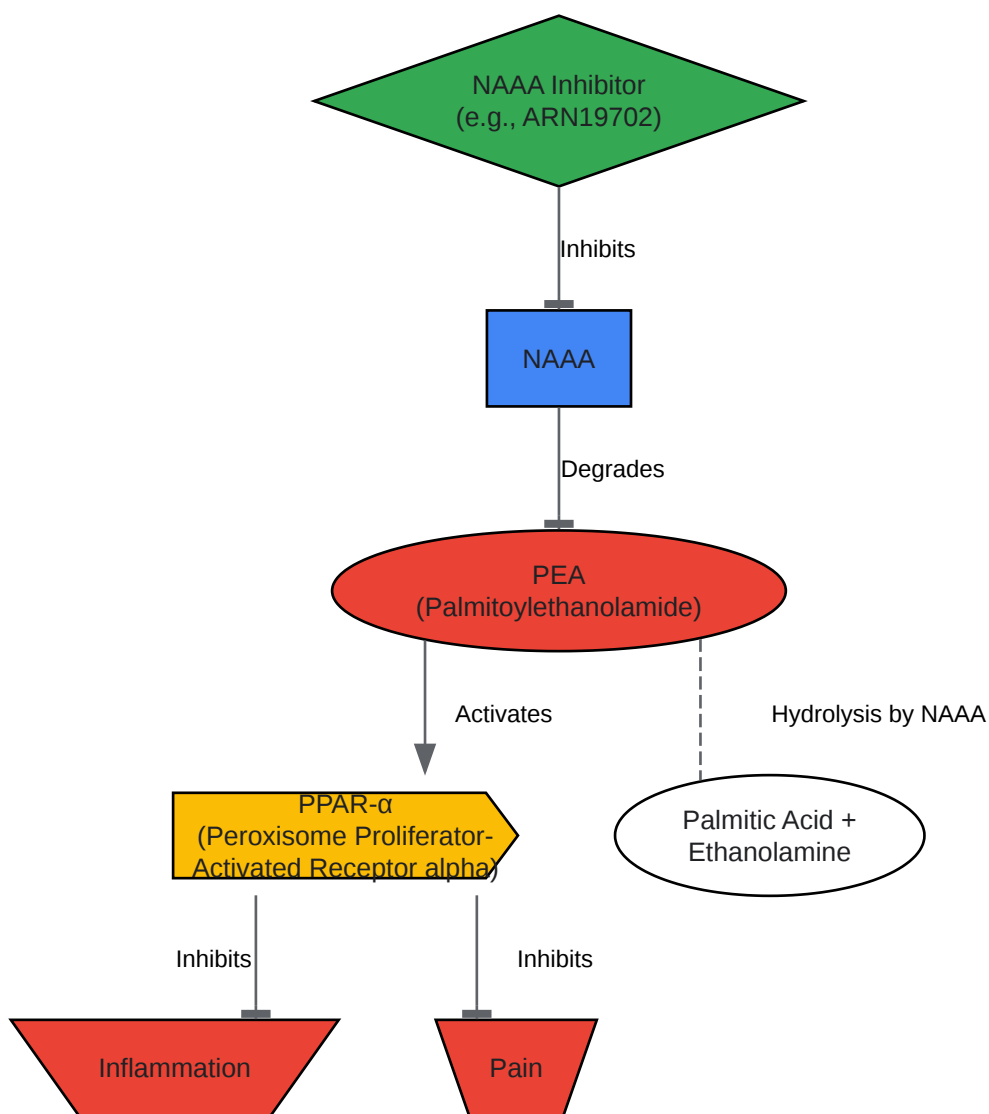 NAAA Inhibitor
(e.g., ARN19702)
Inhibits
NAAA
Degrades
PEA
(Palmitoylethanolamide)
Activates
Hydrolysis by NAAA
PPAR-α
(Peroxisome Proliferator-
Activated Receptor alpha)
Palmitic Acid +
Ethanolamine
Inhibits
Inhibits
Inflammation
Pain